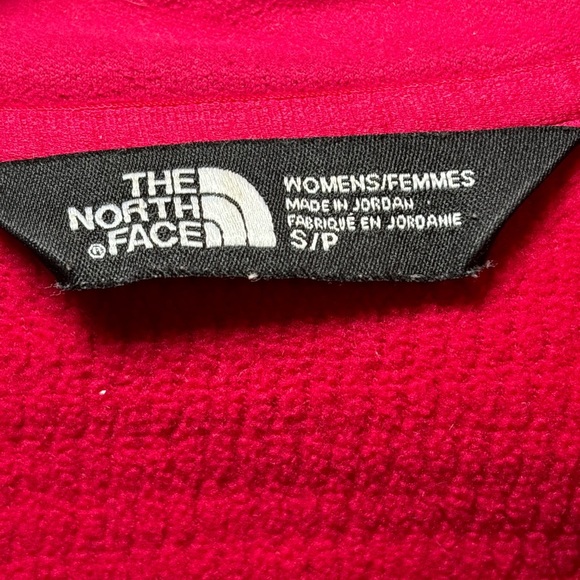 THE
NORTH
FACE
®
WOMENS/FEMMES
MADE IN JORDAN
FABRIQUÉ EN JORDANIE
S/P